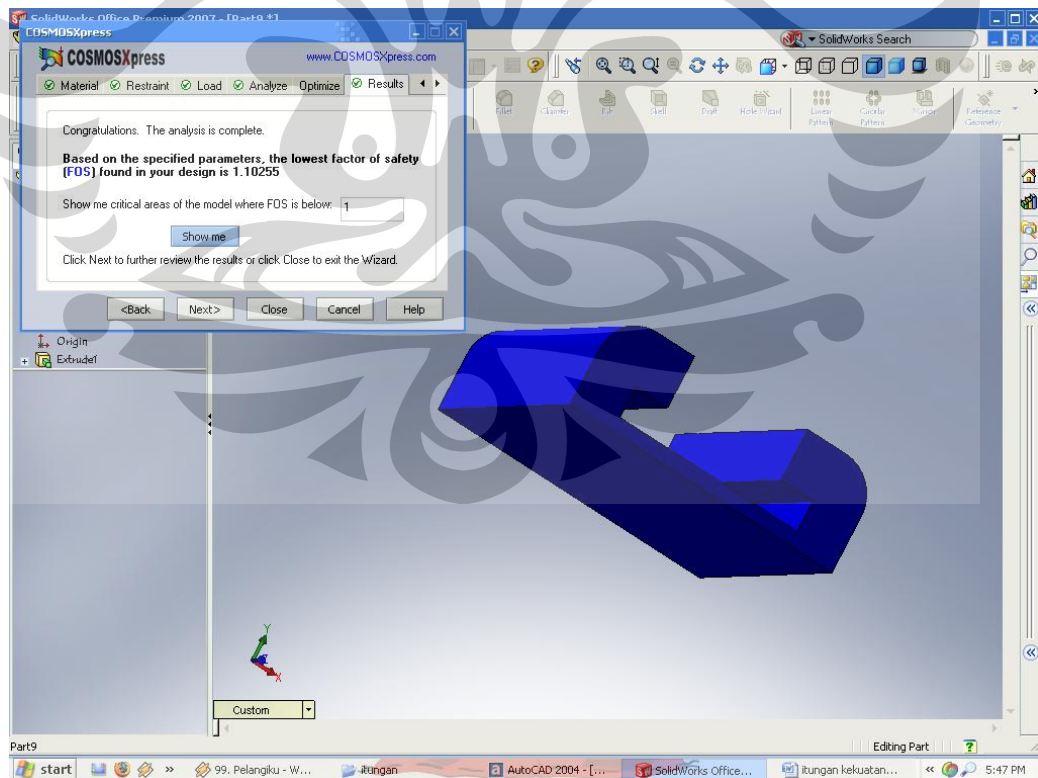 SolidWorks Office Premium 2007 - [Part9 *]
COSMOSXpress
SolidWorks Search
COSMOSXpress
www.COSMOSXpress.com
Material Restraint Load Analyze Optimize Results
Fillet Chamfer Rib Shell Draft Hole Wizard Linear Pattern Circular Pattern Mirror Reference Geometry
Congratulations. The analysis is complete.
Based on the specified parameters, the lowest factor of safety
(FOS) found in your design is 1.10255
Show me critical areas of the model where FOS is below: 1
Show me
Click Next to further review the results or click Close to exit the Wizard.
<Back Next> Close Cancel Help
Origin
Extrude1
Y
X
Custom
Part9
Editing Part
start 99. Pelangiku - W... itungan AutoCAD 2004 - [... SolidWorks Office... itungan kekuatan... 5:47 PM